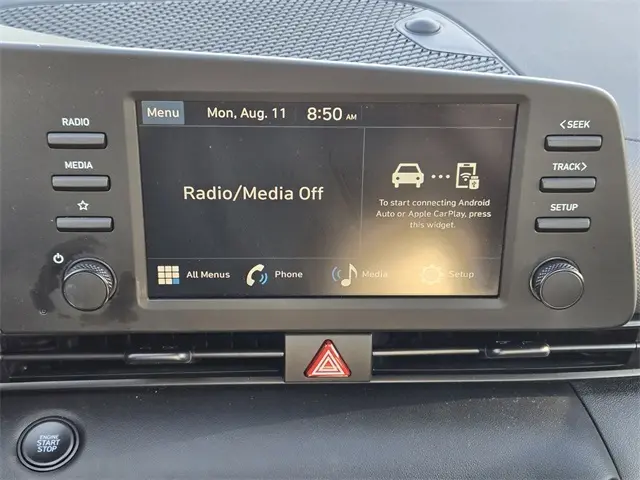 Menu Mon, Aug. 11 8:50 AM
RADIO
MEDIA
Radio/Media Off
To start connecting Android
Auto or Apple CarPlay, press
this widget.
All Menus Phone Media Setup
< SEEK
TRACK >
SETUP
ENGINE
START
STOP